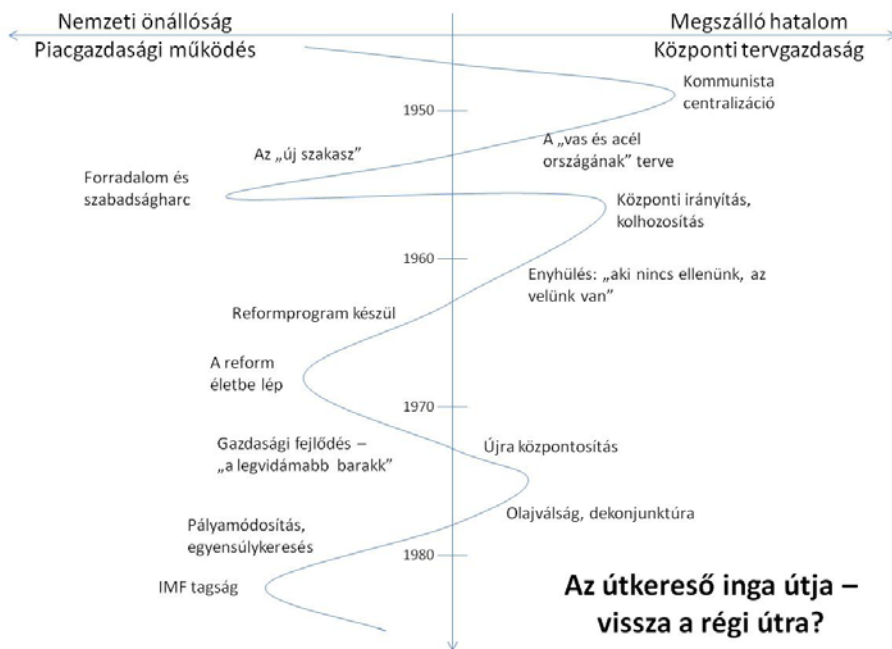 Nemzeti önállóság
Piacgazdasági működés
Megszálló hatalom
Központi tervgazdaság
Kommunista
centralizáció
1950
A „vas és acél
országának” terve
Az „új szakasz”
Forradalom és
szabadságharc
Központi irányítás,
kolhozosítás
1960
Enyhülés: „aki nincs ellenünk, az
velünk van”
Reformprogram készül
A reform
életbe lép
1970
Gazdasági fejlődés –
„a legvidámabb barakk”
Újra központosítás
Olajválság, dekonjunktúra
Pályamódosítás,
egyensúlykeresés
1980
IMF tagság
Az útkereső inga útja –
vissza a régi útra?